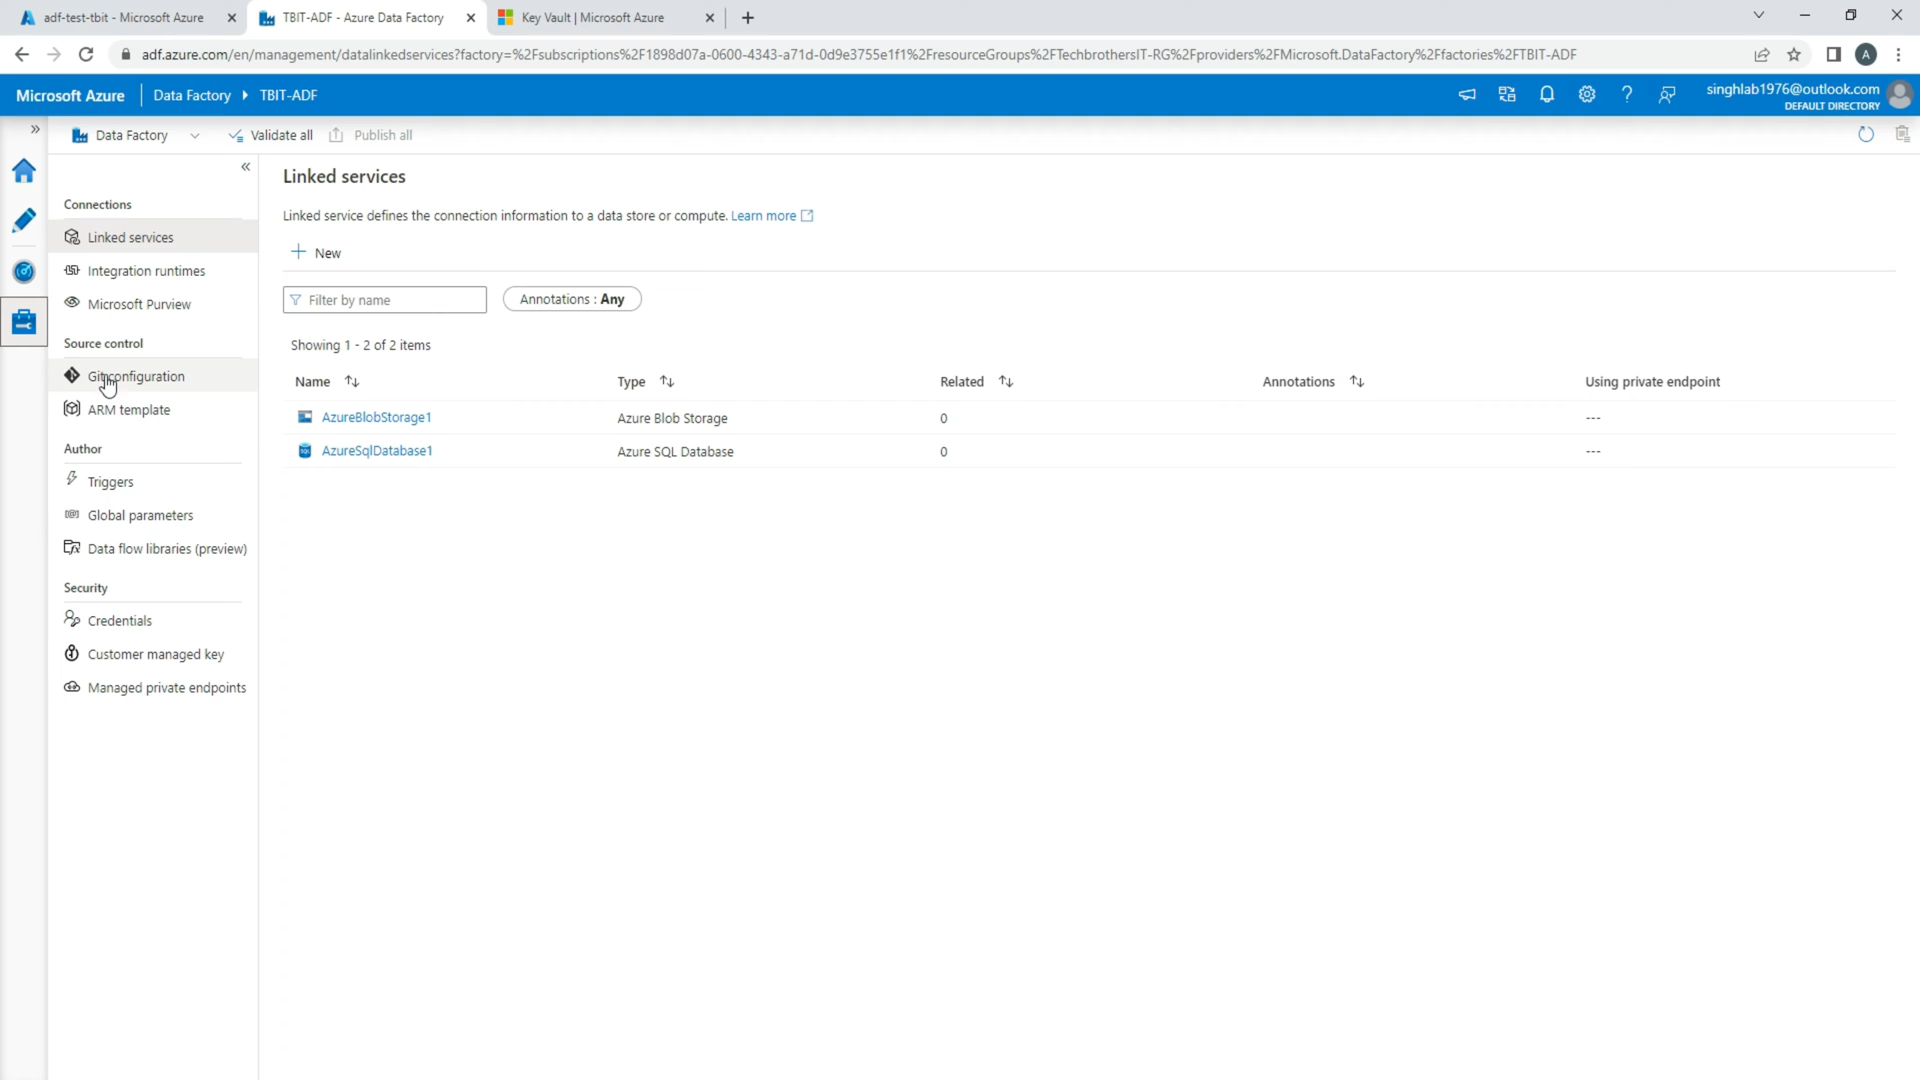 adf-test-tbit - Microsoft Azure
TBIT-ADF - Azure Data Factory
Key Vault | Microsoft Azure
adf.azure.com/en/management/datalinkedservices?factory=%2Fsubscriptions%2F1898d07a-0600-4343-a71d-0d9e3755e1f1%2FresourceGroups%2FTechbrothersIT-RG%2Fproviders%2FMicrosoft.DataFactory%2Ffactories%2FTBIT-ADF
A
Microsoft Azure
Data Factory
TBIT-ADF
singhlab1976@outlook.com
DEFAULT DIRECTORY
Data Factory
Validate all
Publish all
Connections
Linked services
Integration runtimes
Microsoft Purview
Source control
Git configuration
ARM template
Author
Triggers
Global parameters
Data flow libraries (preview)
Security
Credentials
Customer managed key
Managed private endpoints
Linked services
Linked service defines the connection information to a data store or compute. Learn more
New
Filter by name
Annotations : Any
Showing 1 - 2 of 2 items
Name Type Related Annotations Using private endpoint
AzureBlobStorage1 Azure Blob Storage 0 ---
AzureSqlDatabase1 Azure SQL Database 0 ---